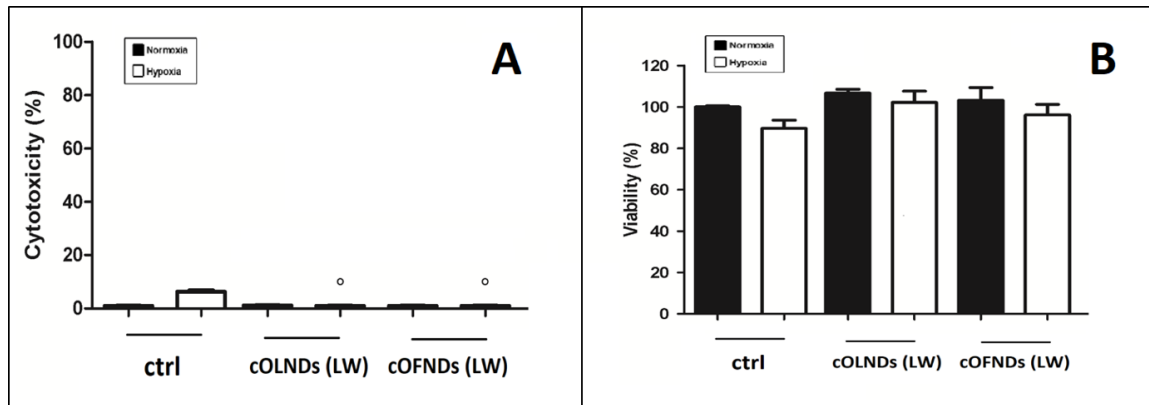 A
Normoxia
Hypoxia
Cytotoxicity (%)
100
80
60
40
20
0
ctrl
cOLNDs (LW)
cOFNDs (LW)
B
Normoxia
Hypoxia
Viability (%)
120
100
80
60
40
20
0
ctrl
cOLNDs (LW)
cOFNDs (LW)